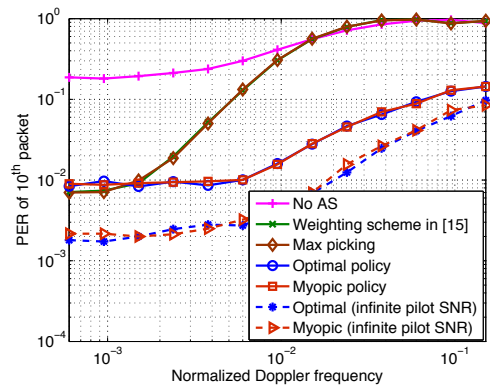 10^0
10^-1
10^-2
10^-3
10^-4
PER of 10^th packet
10^-3
10^-2
10^-1
Normalized Doppler frequency
No AS
Weighting scheme in [15]
Max picking
Optimal policy
Myopic policy
Optimal (infinite pilot SNR)
Myopic (infinite pilot SNR)